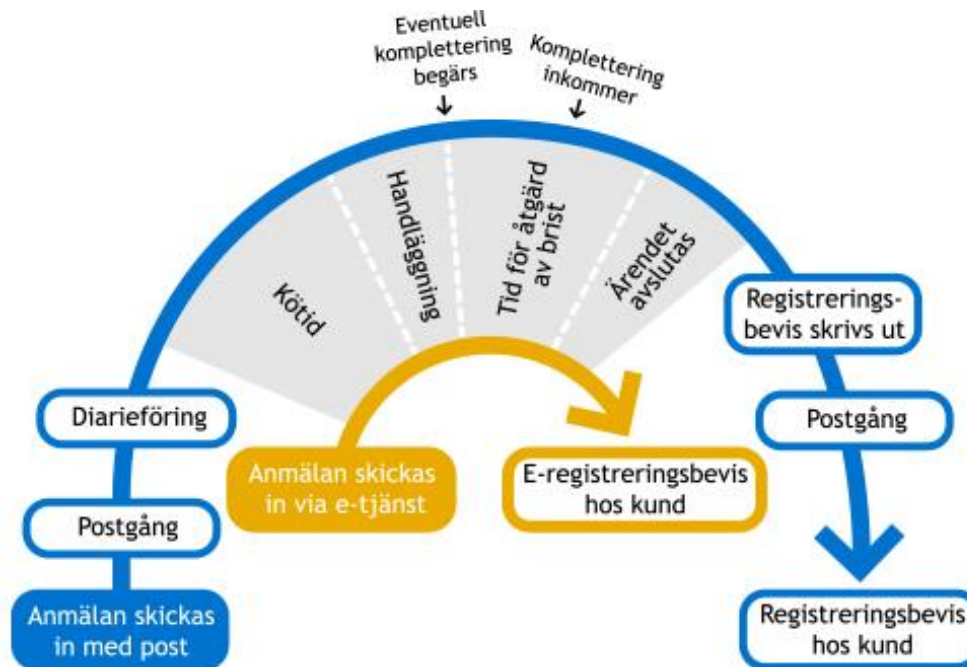 Eventuell
komplettering
begärs
Komplettering
inkommer
Kötid
Handläggning
Tid för åtgärd
av brist
Ärendet
avslutas
Diarieföring
Postgång
Anmälan skickas
in med post
Anmälan skickas
in via e-tjänst
E-registreringsbevis
hos kund
Registrerings-
bevis skrivs ut
Postgång
Registreringsbevis
hos kund